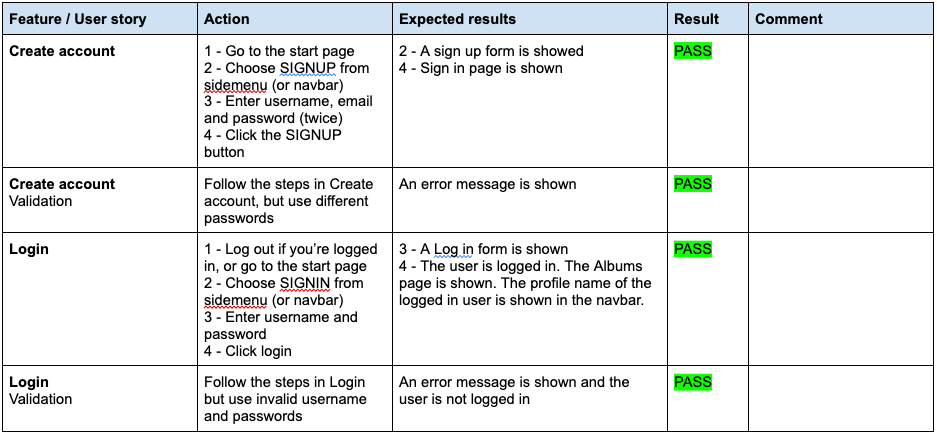 Feature / User story
Action
Expected results
Result
Comment
Create account
1 - Go to the start page
2 - Choose SIGNUP from
sidemenu (or navbar)
3 - Enter username, email
and password (twice)
4 - Click the SIGNUP
button
2 - A sign up form is showed
4 - Sign in page is shown
PASS
Create account
Validation
Follow the steps in Create
account, but use different
passwords
An error message is shown
PASS
Login
1 - Log out if you’re logged
in, or go to the start page
2 - Choose SIGNIN from
sidemenu (or navbar)
3 - Enter username and
password
4 - Click login
3 - A Log in form is shown
4 - The user is logged in. The Albums
page is shown. The profile name of the
logged in user is shown in the navbar.
PASS
Login
Validation
Follow the steps in Login
but use invalid username
and passwords
An error message is shown and the
user is not logged in
PASS